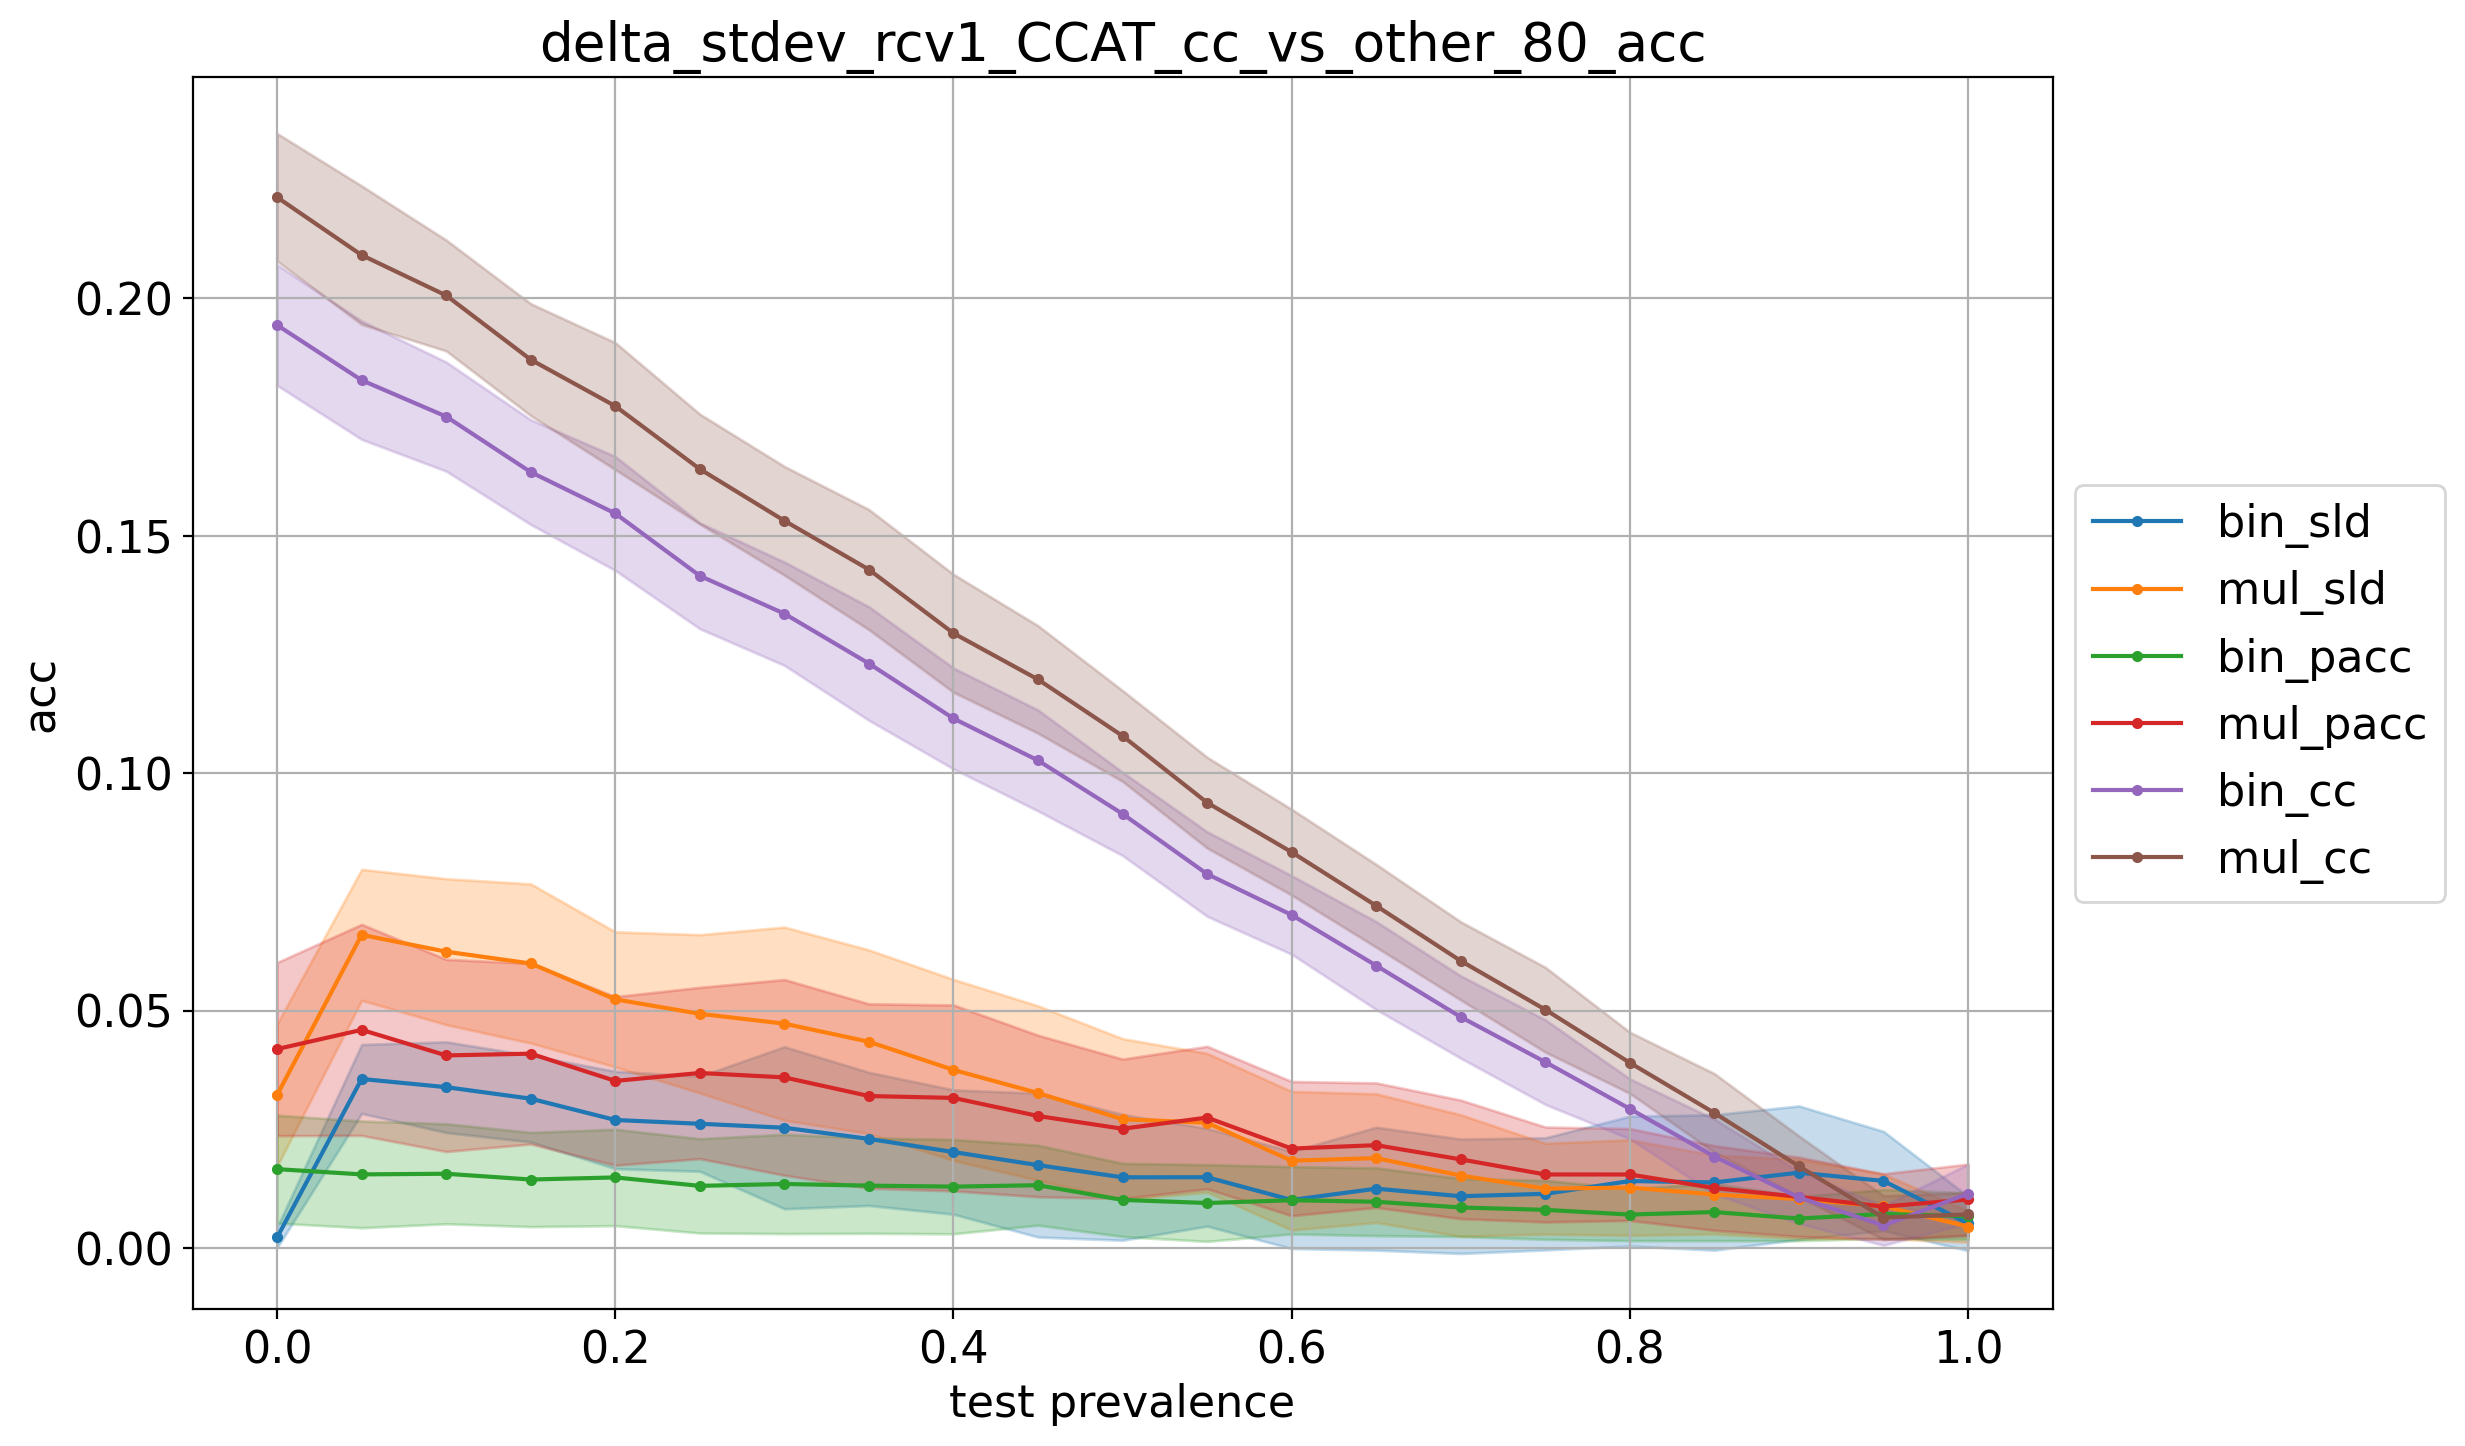 delta_stdev_rcv1_CCAT_cc_vs_other_80_acc
acc
0.20
0.15
0.10
0.05
0.00
0.0 0.2 0.4 0.6 0.8 1.0
test prevalence
bin_sld
mul_sld
bin_pacc
mul_pacc
bin_cc
mul_cc